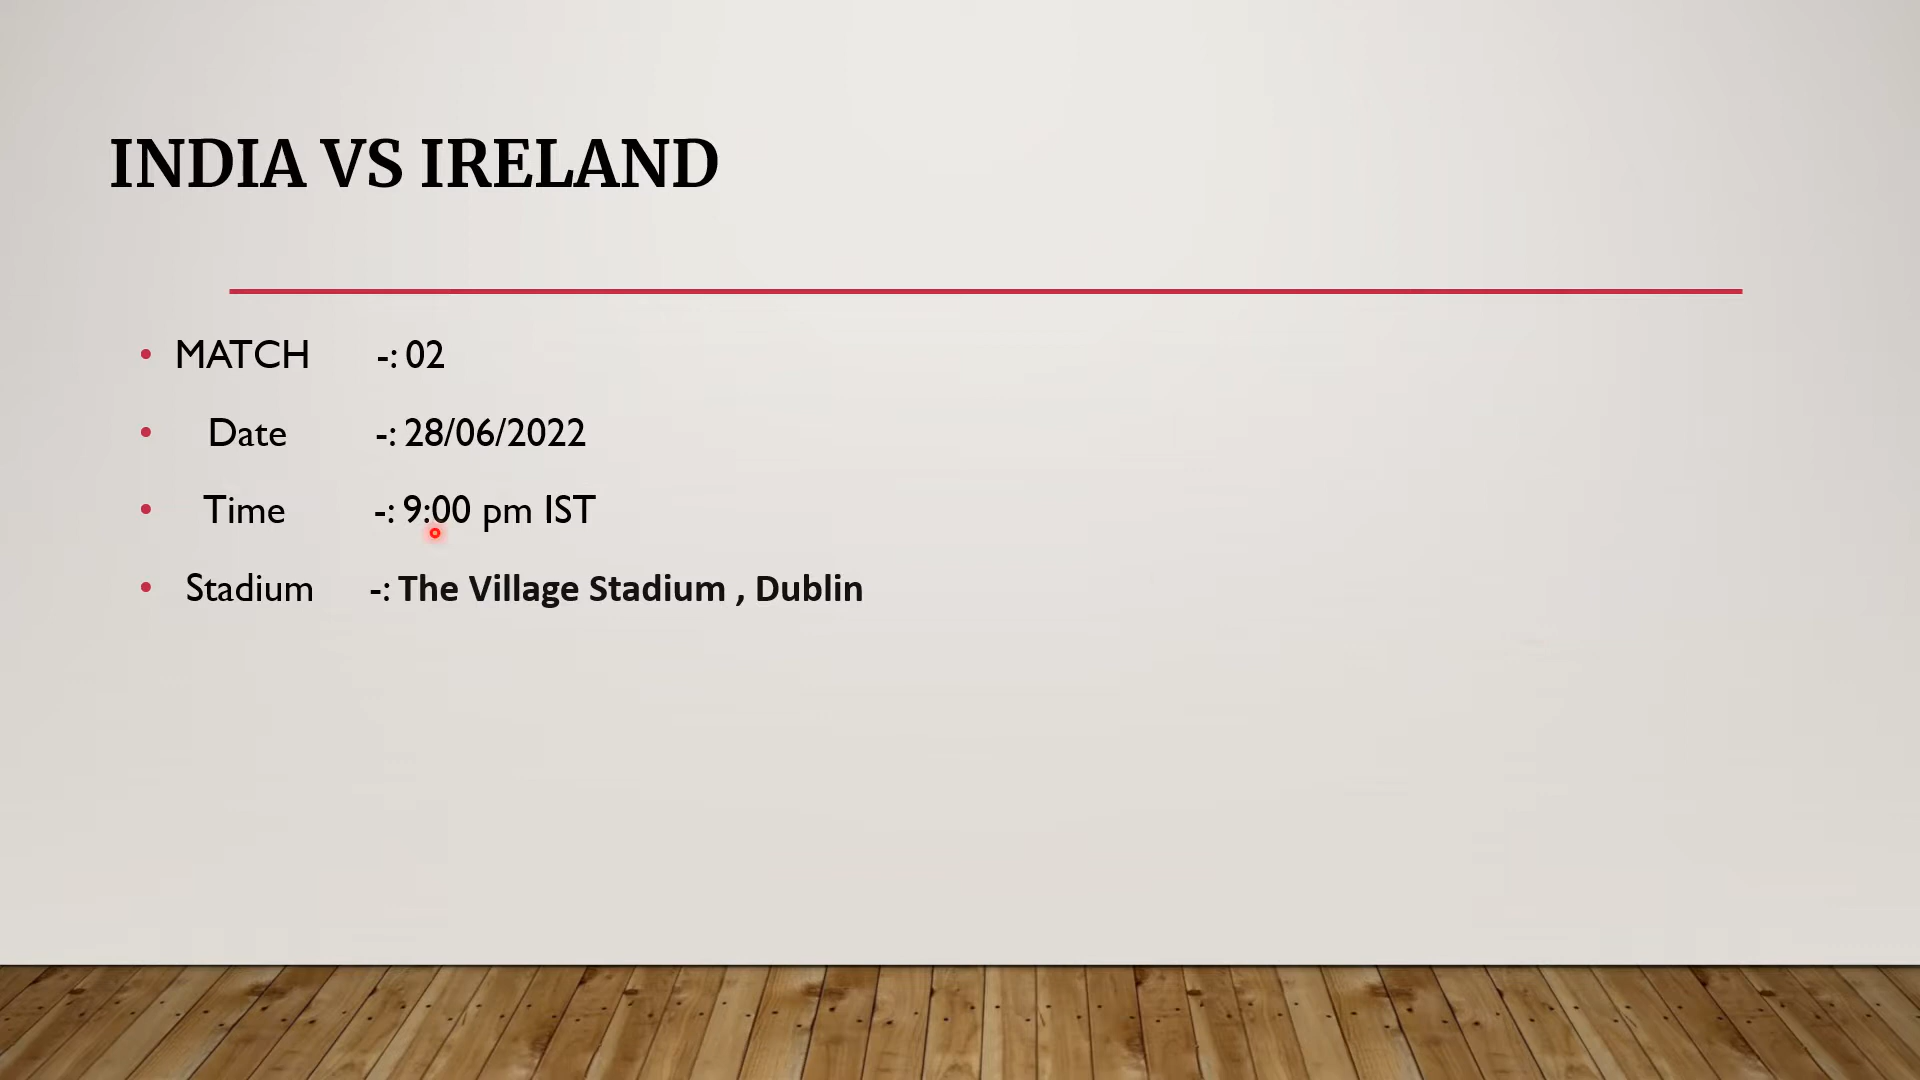 INDIA VS IRELAND
• MATCH -: 02
• Date -: 28/06/2022
• Time -: 9:00 pm IST
• Stadium -: The Village Stadium , Dublin